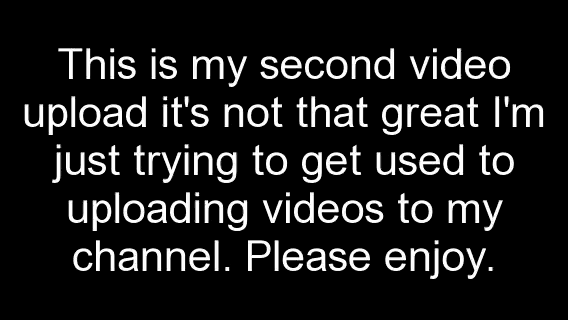 This is my second video
upload it's not that great I'm
just trying to get used to
uploading videos to my
channel. Please enjoy.